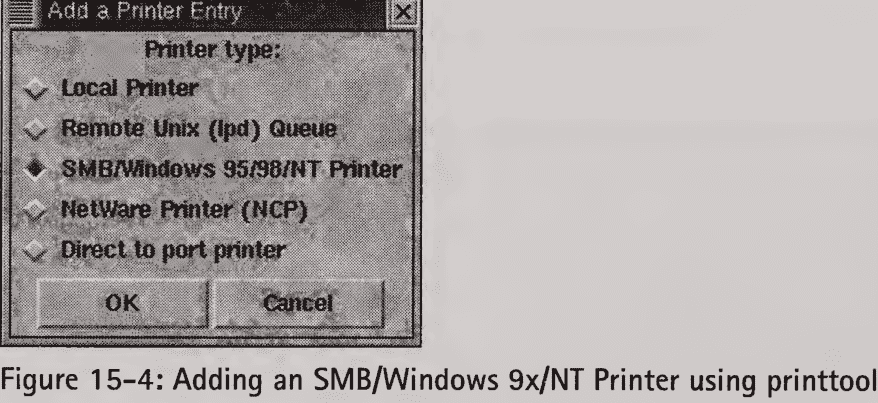 Add a Printer Entry
Printer type:
Local Printer
Remote Unix (lpd) Queue
SMB/Windows 95/98/NT Printer
NetWare Printer (NCP)
Direct to port printer
OK Cancel
Figure 15-4: Adding an SMB/Windows 9x/NT Printer using printtool